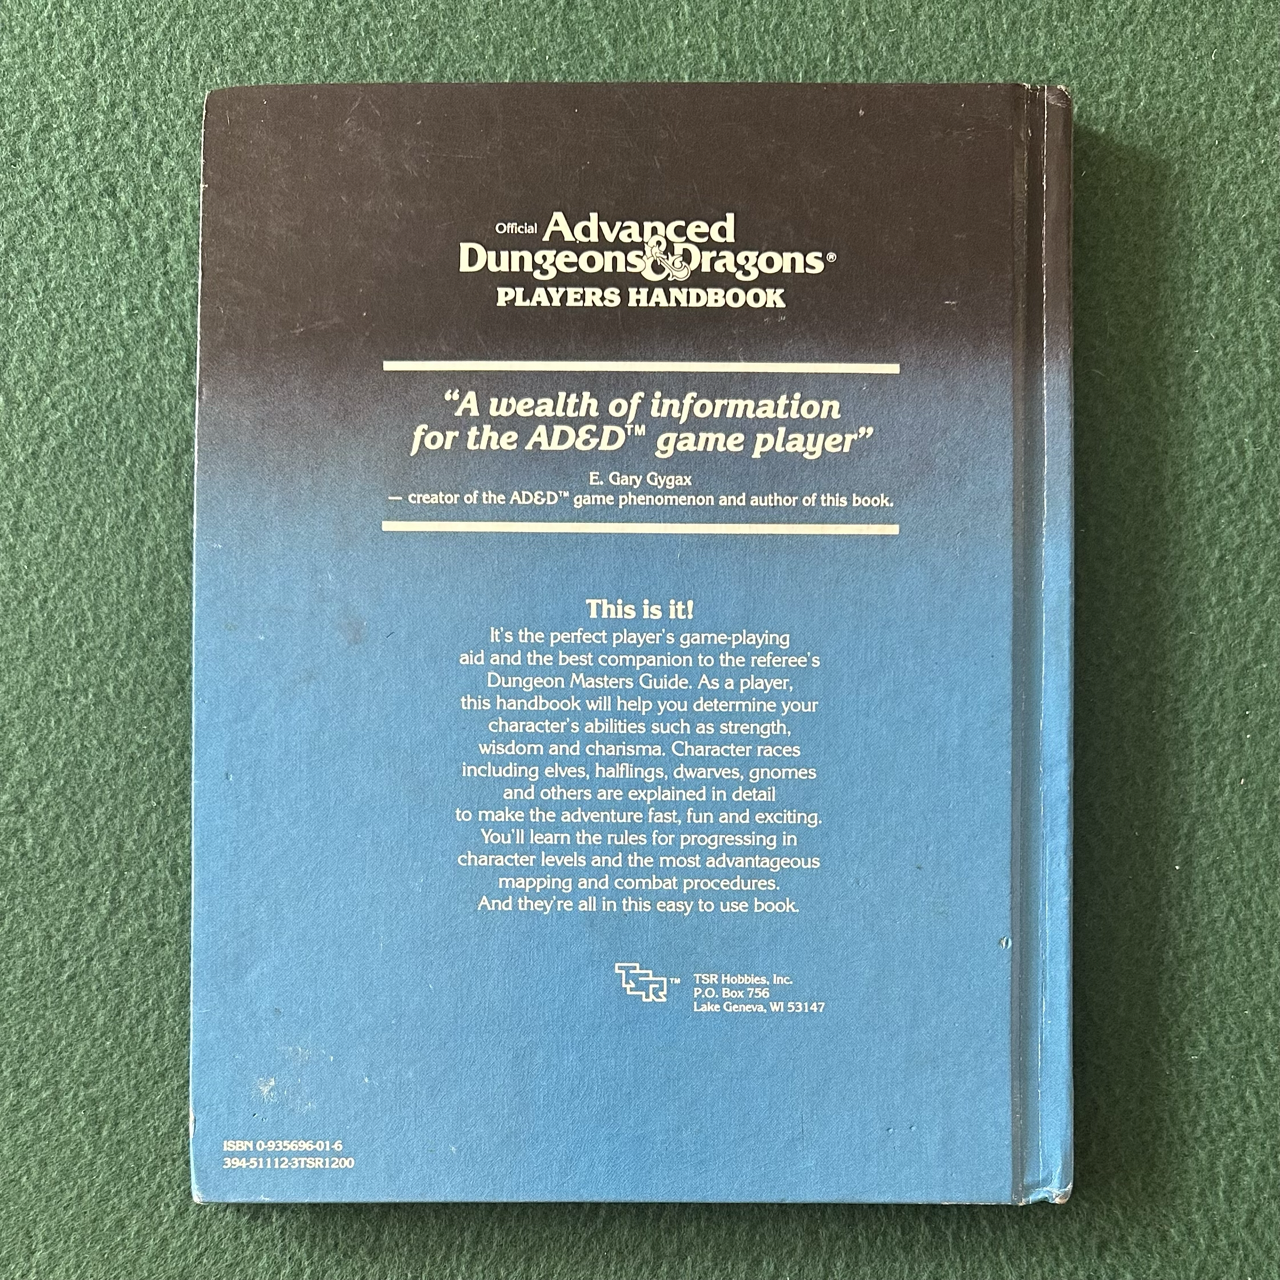 Official Advanced
Dungeons & Dragons®
PLAYERS HANDBOOK
“A wealth of information
for the AD&D™ game player”
E. Gary Gygax
— creator of the AD&D™ game phenomenon and author of this book.
This is it!
It's the perfect player's game-playing
aid and the best companion to the referee's
Dungeon Masters Guide. As a player,
this handbook will help you determine your
character's abilities such as strength,
wisdom and charisma. Character races
including elves, halflings, dwarves, gnomes
and others are explained in detail
to make the adventure fast, fun and exciting.
You'll learn the rules for progressing in
character levels and the most advantageous
mapping and combat procedures.
And they're all in this easy to use book.
TSR™
TSR Hobbies, Inc.
P.O. Box 756
Lake Geneva, WI 53147
ISBN 0-935696-01-6
394-51112-3TSR1200